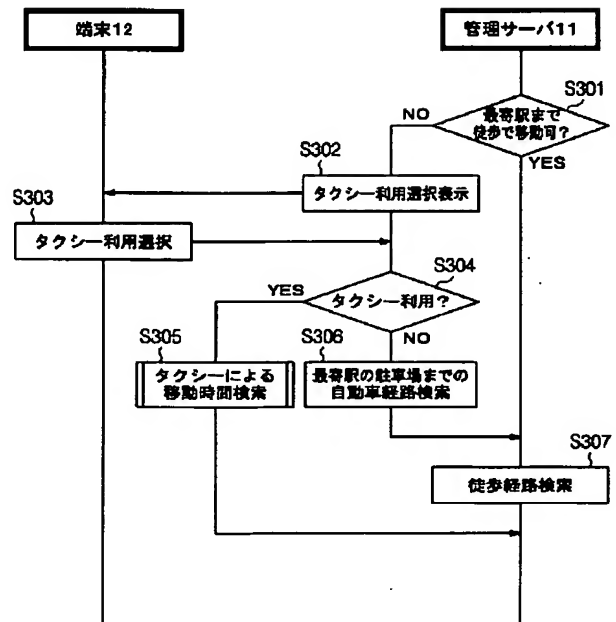 端末12
管理サーバ11
S301
最寄駅まで
徒歩で移動可?
NO
YES
S302
タクシー利用選択表示
S303
タクシー利用選択
S304
タクシー利用?
YES
NO
S305
タクシーによる
移動時間検索
S306
最寄駅の駐車場までの
自動車経路検索
S307
徒歩経路検索